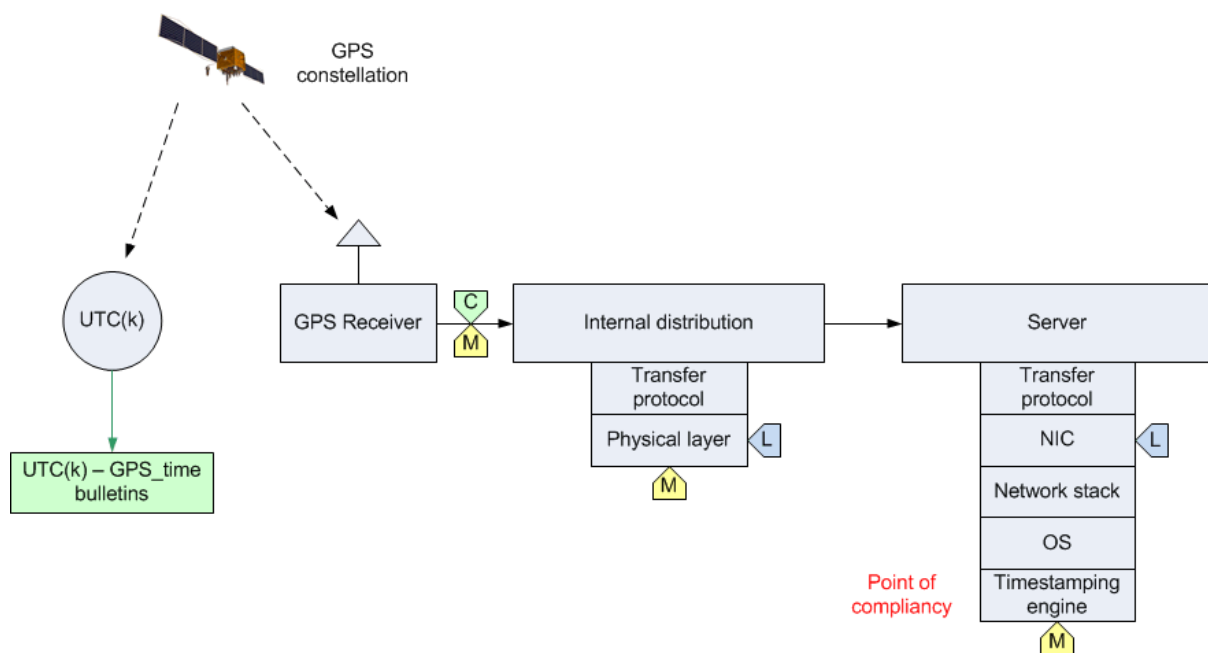 GPS
constellation
UTC(k)
GPS Receiver
C
M
Internal distribution
Server
Transfer
protocol
Physical layer
L
M
Transfer
protocol
NIC
L
Network stack
OS
Timestamping
engine
M
UTC(k) – GPS_time
bulletins
Point of
compliancy